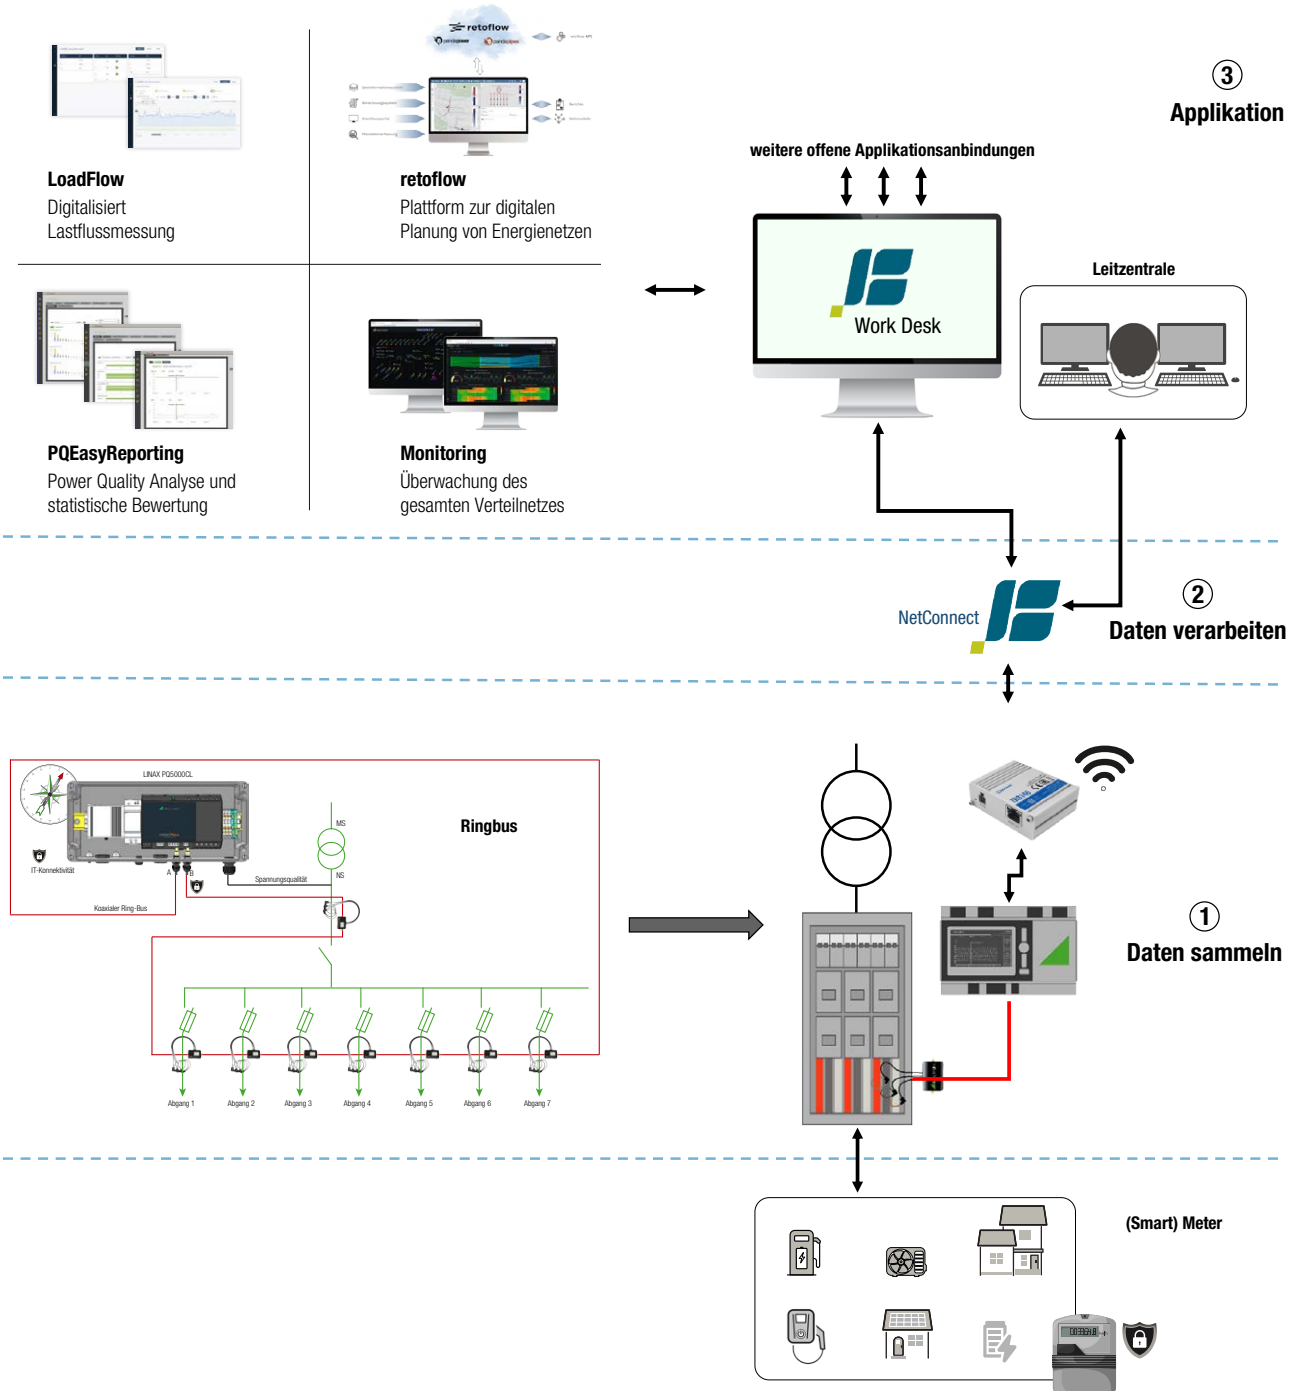 retoflow
pandapower
pandapipes
3
Applikation
weitere offene Applikationsanbindungen
LoadFlow
Digitalisiert
Lastflussmessung
retoflow
Plattform zur digitalen
Planung von Energienetzen
Work Desk
Leitzentrale
PQEasyReporting
Power Quality Analyse und
statistische Bewertung
Monitoring
Überwachung des
gesamten Verteilnetzes
2
Daten verarbeiten
NetConnect
LINAX PQ5000CL
Ringbus
MS
NS
IT-Konnektivität
A
B
Spannungsqualität
Koaxialer Ring-Bus
1
Daten sammeln
Abgang 1
Abgang 2
Abgang 3
Abgang 4
Abgang 5
Abgang 6
Abgang 7
(Smart) Meter